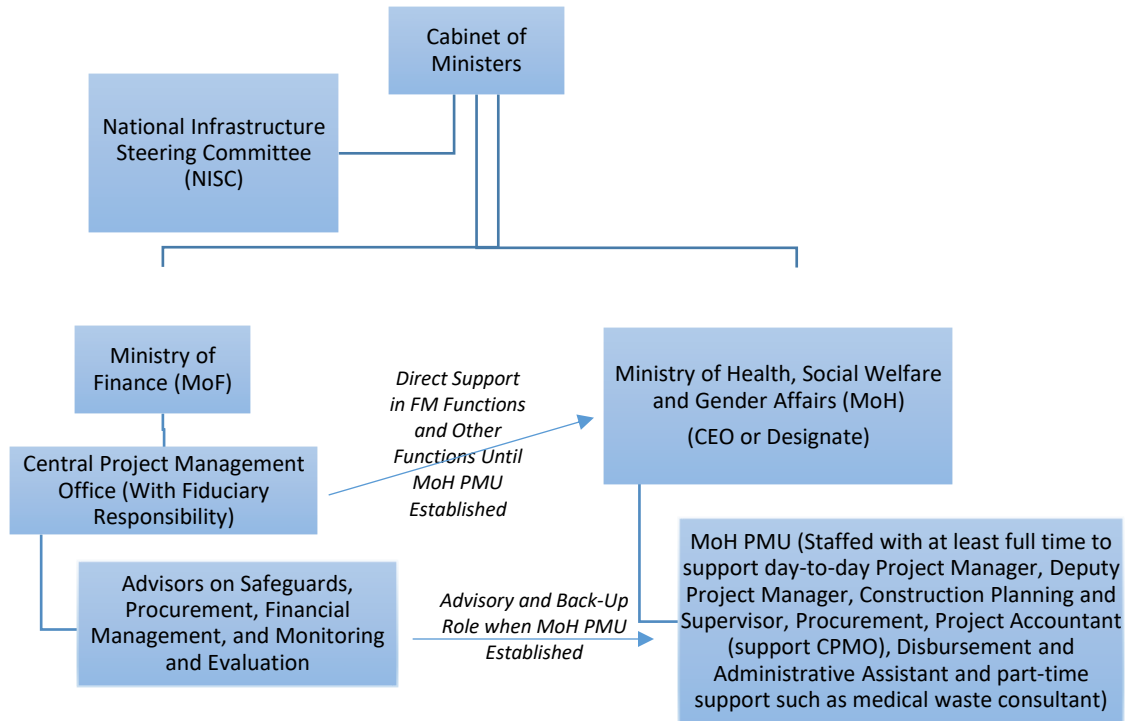 Cabinet of
Ministers
National Infrastructure
Steering Committee
(NISC)
Ministry of
Finance (MoF)
Direct Support
in FM Functions
and Other
Functions Until
MoH PMU
Established
Ministry of Health, Social Welfare
and Gender Affairs (MoH)
(CEO or Designate)
Central Project Management
Office (With Fiduciary
Responsibility)
Advisors on Safeguards,
Procurement, Financial
Management, and Monitoring
and Evaluation
Advisory and Back-Up
Role when MoH PMU
Established
MoH PMU (Staffed with at least full time to
support day-to-day Project Manager, Deputy
Project Manager, Construction Planning and
Supervisor, Procurement, Project Accountant
(support CPMO), Disbursement and
Administrative Assistant and part-time
support such as medical waste consultant)